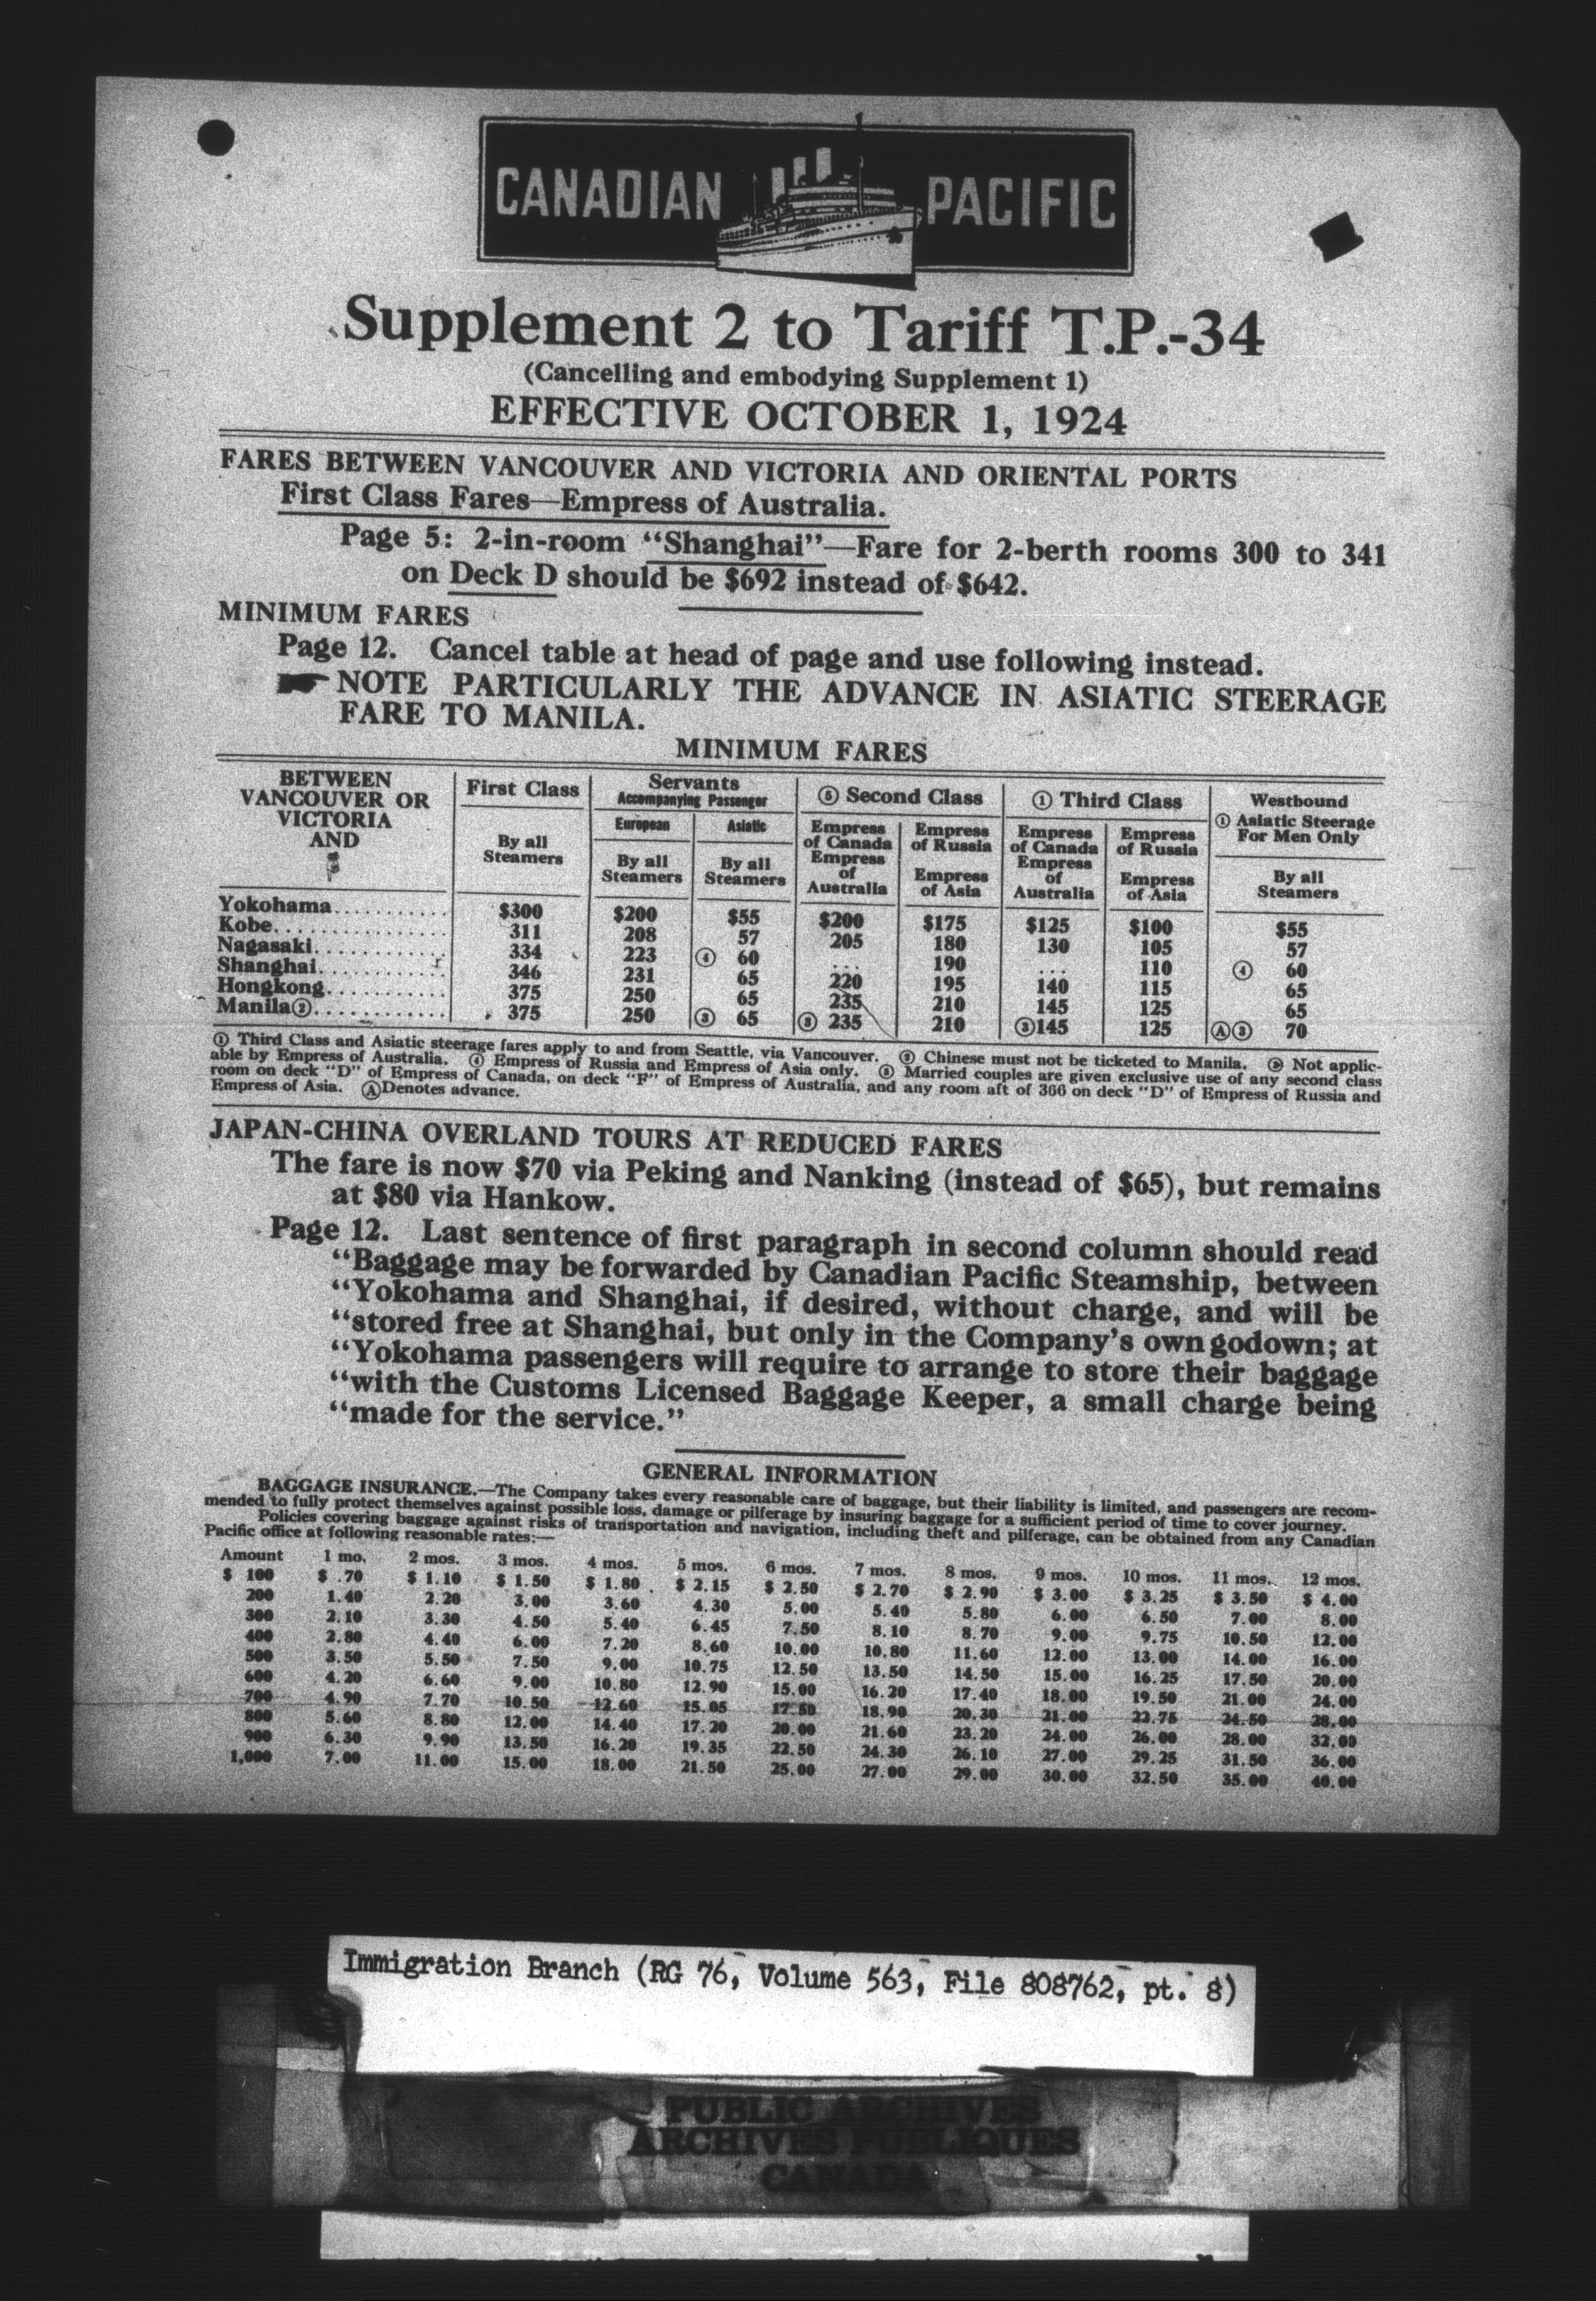 CANADIAN PACIFIC
Supplement 2 to Tariff T.P.-34
(Cancelling and embodying Supplement 1)
EFFECTIVE OCTOBER 1, 1924
FARES BETWEEN VANCOUVER AND VICTORIA AND ORIENTAL PORTS
First Class Fares—Empress of Australia.
Page 5: 2-in-room “Shanghai”—Fare for 2-berth rooms 300 to 341
on Deck D should be $692 instead of $642.
MINIMUM FARES
Page 12. Cancel table at head of page and use following instead.
☛ NOTE PARTICULARLY THE ADVANCE IN ASIATIC STEERAGE
FARE TO MANILA.
MINIMUM FARES
BETWEEN VANCOUVER OR VICTORIA AND | First Class | Servants Accompanying Passenger | ⑤ Second Class | ① Third Class | Westbound ① Asiatic Steerage For Men Only
By all Steamers | European By all Steamers | Asiatic By all Steamers | Empress of Canada Empress of Australia | Empress of Russia Empress of Asia | Empress of Canada Empress of Australia | Empress of Russia Empress of Asia | By all Steamers
Yokohama........... $300 $200 $55 $200 $175 $125 $100 $55
Kobe................ 311 208 57 205 180 130 105 57
Nagasaki............ 334 223 ④ 60 ... 190 ... 110 ④ 60
Shanghai............ 346 231 65 220 195 140 115 65
Hongkong........... 375 250 65 235 210 145 125 65
Manila②............ 375 250 ③ 65 ③ 235 210 ③145 125 Ⓐ③ 70
① Third Class and Asiatic steerage fares apply to and from Seattle, via Vancouver. ② Chinese must not be ticketed to Manila. ③ Not applic-
able by Empress of Australia. ④ Empress of Russia and Empress of Asia only. ⑤ Married couples are given exclusive use of any second class
room on deck "D" of Empress of Canada, on deck "F" of Empress of Australia, and any room aft of 366 on deck "D" of Empress of Russia and
Empress of Asia. ⒶDenotes advance.
JAPAN-CHINA OVERLAND TOURS AT REDUCED FARES
The fare is now $70 via Peking and Nanking (instead of $65), but remains
at $80 via Hankow.
Page 12. Last sentence of first paragraph in second column should read
“Baggage may be forwarded by Canadian Pacific Steamship, between
“Yokohama and Shanghai, if desired, without charge, and will be
“stored free at Shanghai, but only in the Company’s own godown; at
“Yokohama passengers will require to arrange to store their baggage
“with the Customs Licensed Baggage Keeper, a small charge being
“made for the service.”
GENERAL INFORMATION
BAGGAGE INSURANCE.—The Company takes every reasonable care of baggage, but their liability is limited, and passengers are recom-
mended to fully protect themselves against possible loss, damage or pilferage by insuring baggage for a sufficient period of time to cover journey.
Policies covering baggage against risks of transportation and navigation, including theft and pilferage, can be obtained from any Canadian
Pacific office at following reasonable rates:—
Amount 1 mo. 2 mos. 3 mos. 4 mos. 5 mos. 6 mos. 7 mos. 8 mos. 9 mos. 10 mos. 11 mos. 12 mos.
$ 100 $ .70 $ 1.10 $ 1.50 $ 1.80 $ 2.15 $ 2.50 $ 2.70 $ 2.90 $ 3.00 $ 3.25 $ 3.50 $ 4.00
200 1.40 2.20 3.00 3.60 4.30 5.00 5.40 5.80 6.00 6.50 7.00 8.00
300 2.10 3.30 4.50 5.40 6.45 7.50 8.10 8.70 9.00 9.75 10.50 12.00
400 2.80 4.40 6.00 7.20 8.60 10.00 10.80 11.60 12.00 13.00 14.00 16.00
500 3.50 5.50 7.50 9.00 10.75 12.50 13.50 14.50 15.00 16.25 17.50 20.00
600 4.20 6.60 9.00 10.80 12.90 15.00 16.20 17.40 18.00 19.50 21.00 24.00
700 4.90 7.70 10.50 12.60 15.05 17.50 18.90 20.30 21.00 22.75 24.50 28.00
800 5.60 8.80 12.00 14.40 17.20 20.00 21.60 23.20 24.00 26.00 28.00 32.00
900 6.30 9.90 13.50 16.20 19.35 22.50 24.30 26.10 27.00 29.25 31.50 36.00
1,000 7.00 11.00 15.00 18.00 21.50 25.00 27.00 29.00 30.00 32.50 35.00 40.00
Immigration Branch (RG 76, Volume 563, File 808762, pt. 8)
PUBLIC ARCHIVES
ARCHIVES PUBLIQUES
CANADA